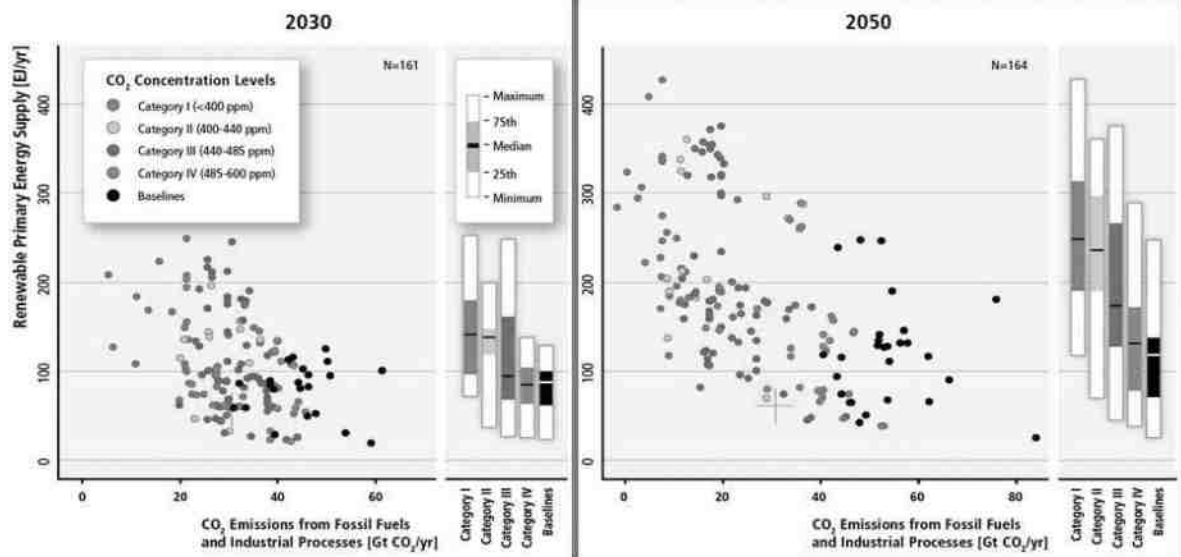 2030
Renewable Primary Energy Supply [EJ/yr]
400
300
200
100
0
CO2 Concentration Levels
Category I (<400 ppm)
Category II (400-440 ppm)
Category III (440-485 ppm)
Category IV (485-600 ppm)
Baselines
N=161
Maximum
75th
Median
25th
Minimum
0
20
40
60
CO2 Emissions from Fossil Fuels
and Industrial Processes [Gt CO2/yr]
Category I
Category II
Category III
Category IV
Baselines
2050
400
300
200
100
0
N=164
0
20
40
60
80
CO2 Emissions from Fossil Fuels
and Industrial Processes [Gt CO2/yr]
Category I
Category II
Category III
Category IV
Baselines